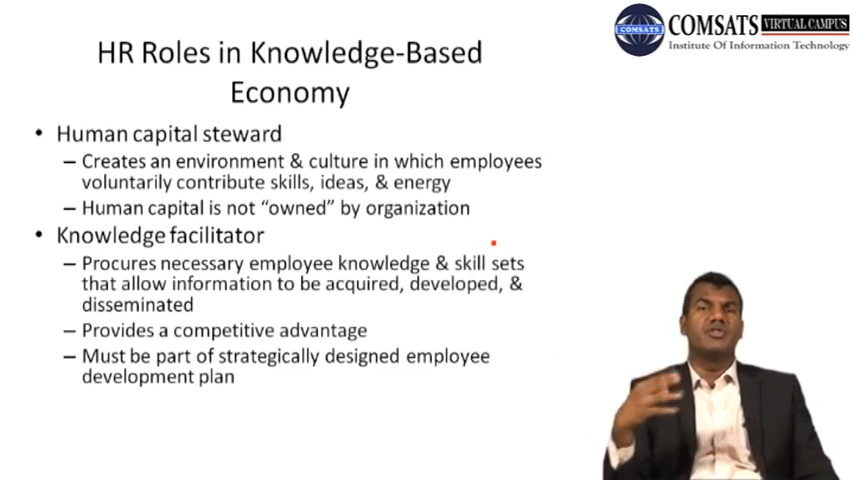 COMSATS VIRTUAL CAMPUS
COMSATS
Institute Of Information Technology
HR Roles in Knowledge-Based
Economy
• Human capital steward
– Creates an environment & culture in which employees
voluntarily contribute skills, ideas, & energy
– Human capital is not “owned” by organization
• Knowledge facilitator
– Procures necessary employee knowledge & skill sets
that allow information to be acquired, developed, &
disseminated
– Provides a competitive advantage
– Must be part of strategically designed employee
development plan